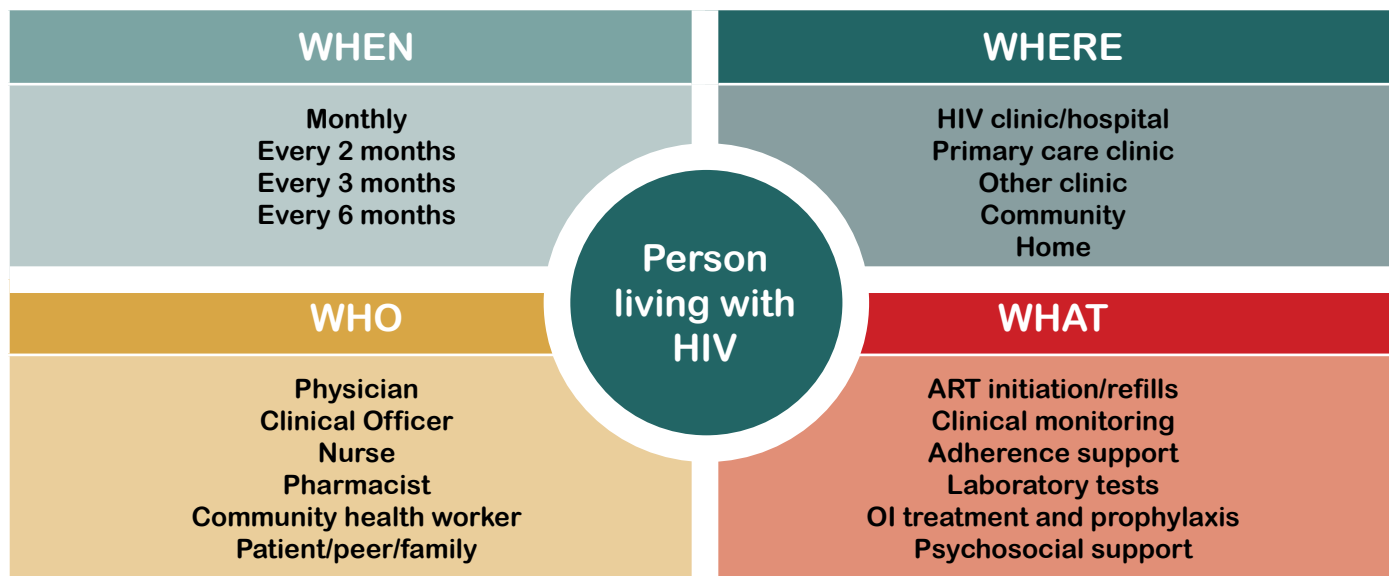 WHEN
Monthly
Every 2 months
Every 3 months
Every 6 months
WHERE
HIV clinic/hospital
Primary care clinic
Other clinic
Community
Home
Person
living with
HIV
WHO
Physician
Clinical Officer
Nurse
Pharmacist
Community health worker
Patient/peer/family
WHAT
ART initiation/refills
Clinical monitoring
Adherence support
Laboratory tests
OI treatment and prophylaxis
Psychosocial support